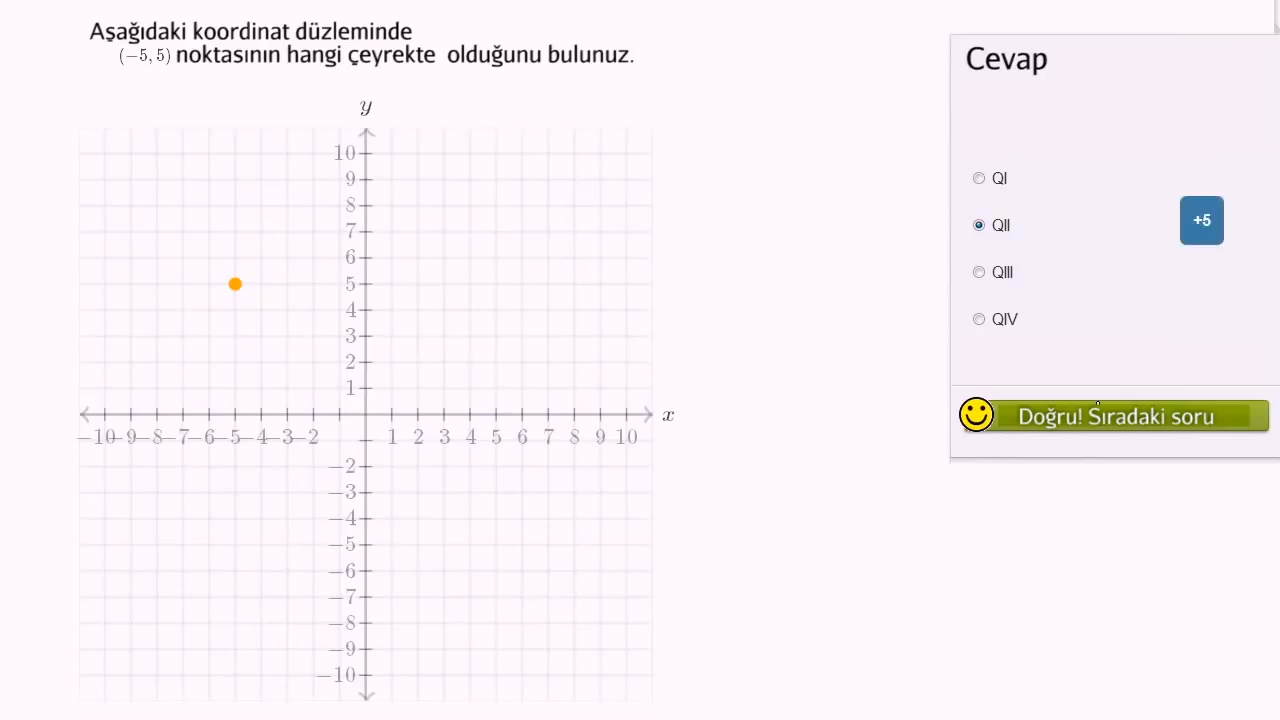 Aşağıdaki koordinat düzleminde
(−5, 5) noktasının hangi çeyrekte olduğunu bulunuz.
y
10
9
8
7
6
5
4
3
2
1
−10 −9 −8 −7 −6 −5 −4 −3 −2 1 2 3 4 5 6 7 8 9 10 x
−2
−3
−4
−5
−6
−7
−8
−9
−10
Cevap
QI
QII
+5
QIII
QIV
Doğru! Sıradaki soru